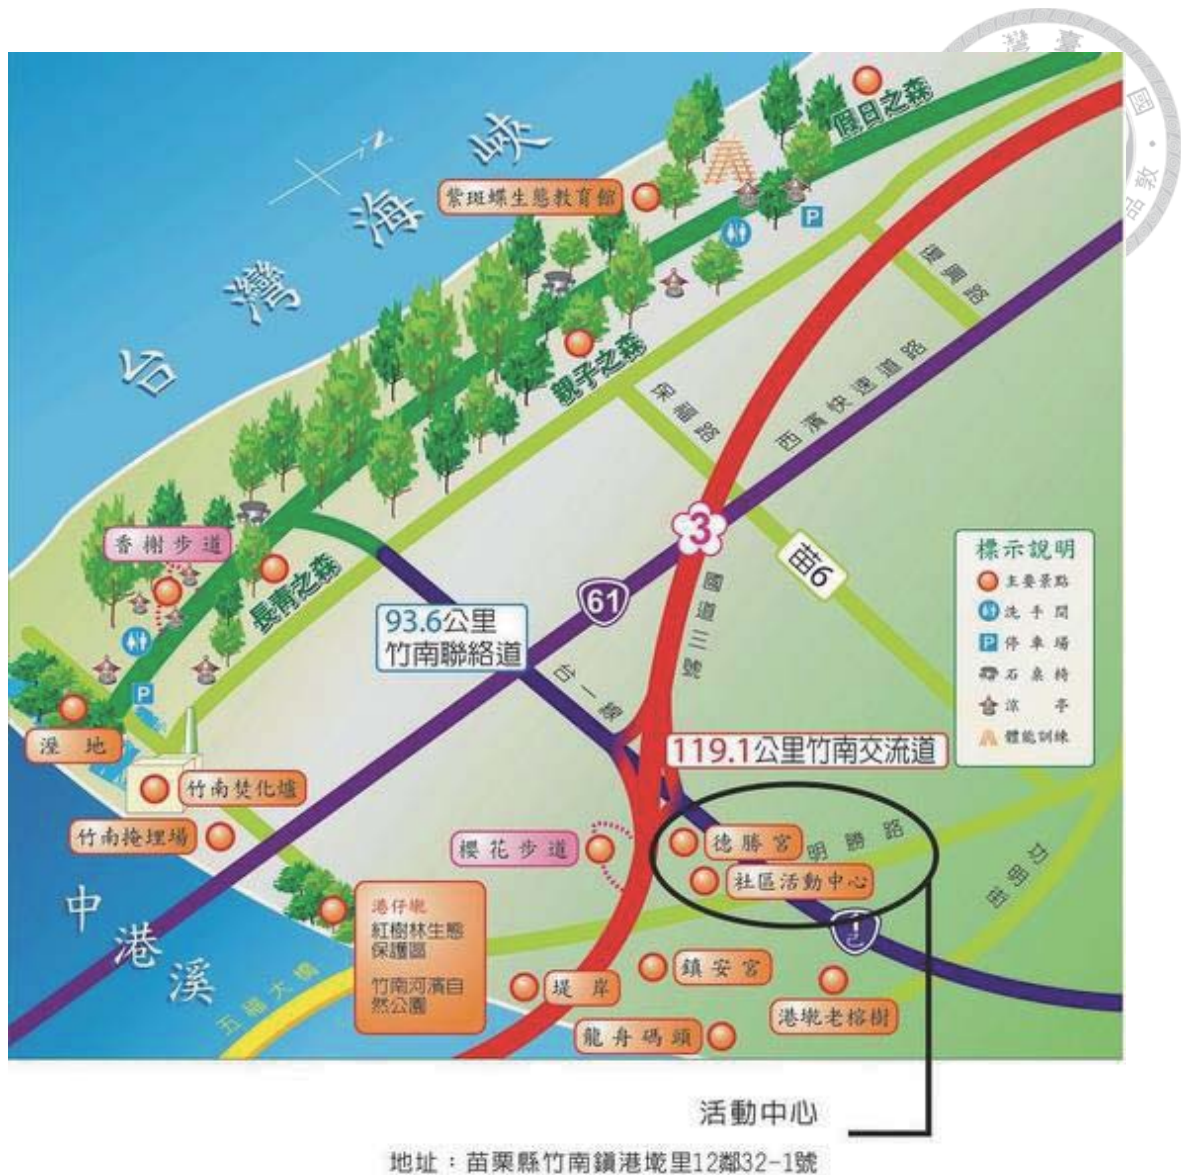 灣 臺
國
教
假日之森
台灣海峽
紫斑蝶生態教育館
P
復興路
親子之森
保福路
西濱快速道路
香榭步道
長青之森
3
苗6
61
93.6公里
竹南聯絡道
國道三號
台一線
標示說明
主要景點
洗手間
P 停車場
石桌椅
涼亭
體能訓練
P
溼地
竹南焚化爐
竹南掩埋場
119.1公里竹南交流道
櫻花步道
德勝宮
明勝路
社區活動中心
功明街
中港溪
港仔墘
紅樹林生態
保護區
竹南河濱自
然公園
五福大橋
堤岸
鎮安宮
港墘老榕樹
龍舟碼頭
活動中心
地址：苗栗縣竹南鎮港墘里12鄰32-1號